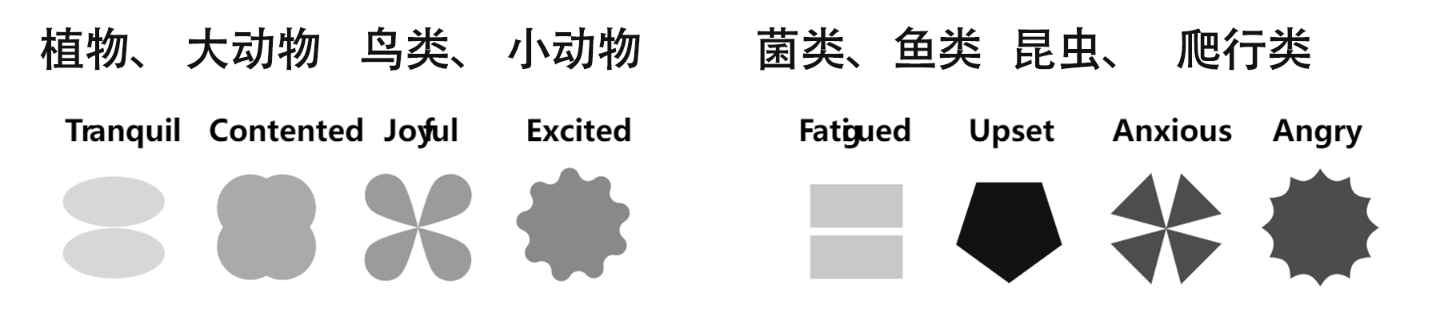 植物、 大动物 鸟类、 小动物 菌类、 鱼类 昆虫、 爬行类
Tranquil Contented Joyful Excited Fatigued Upset Anxious Angry